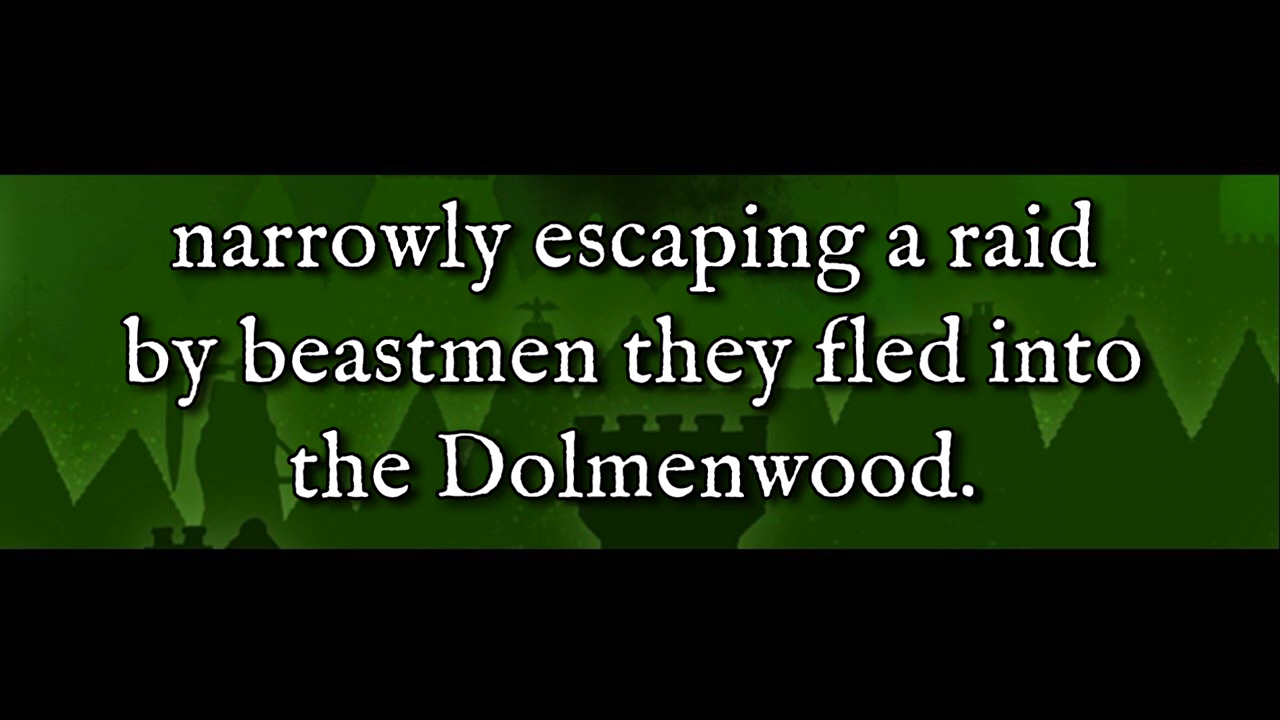 narrowly escaping a raid
by beastmen they fled into
the Dolmenwood.